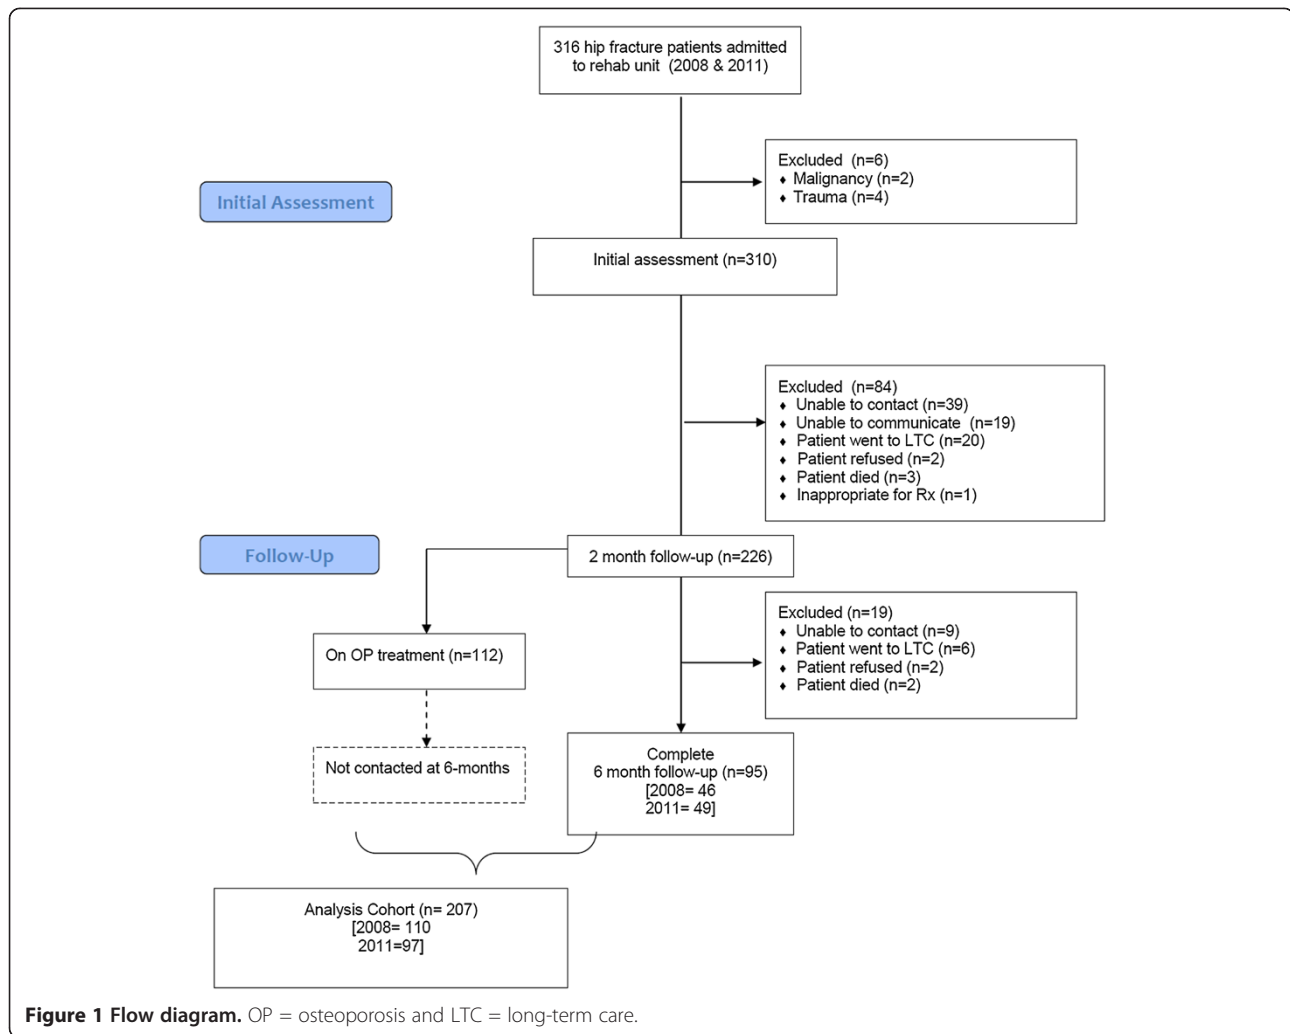 316 hip fracture patients admitted
to rehab unit  (2008 & 2011)
Excluded  (n=6)
♦ Malignancy (n=2)
♦ Trauma (n=4)
Initial Assessment
Initial assessment (n=310)
Excluded  (n=84)
♦ Unable to contact (n=39)
♦ Unable to communicate  (n=19)
♦ Patient went to LTC (n=20)
♦ Patient refused (n=2)
♦ Patient died (n=3)
♦ Inappropriate for Rx (n=1)
Follow-Up
2 month follow-up (n=226)
Excluded (n=19)
♦ Unable to contact (n=9)
♦ Patient went to LTC (n=6)
♦ Patient refused (n=2)
♦ Patient died (n=2)
On OP treatment (n=112)
Not contacted at 6-months
Complete
6 month follow-up (n=95)
[2008= 46
2011= 49]
Analysis Cohort (n= 207)
[2008= 110
2011=97]
Figure 1 Flow diagram. OP = osteoporosis and LTC = long-term care.